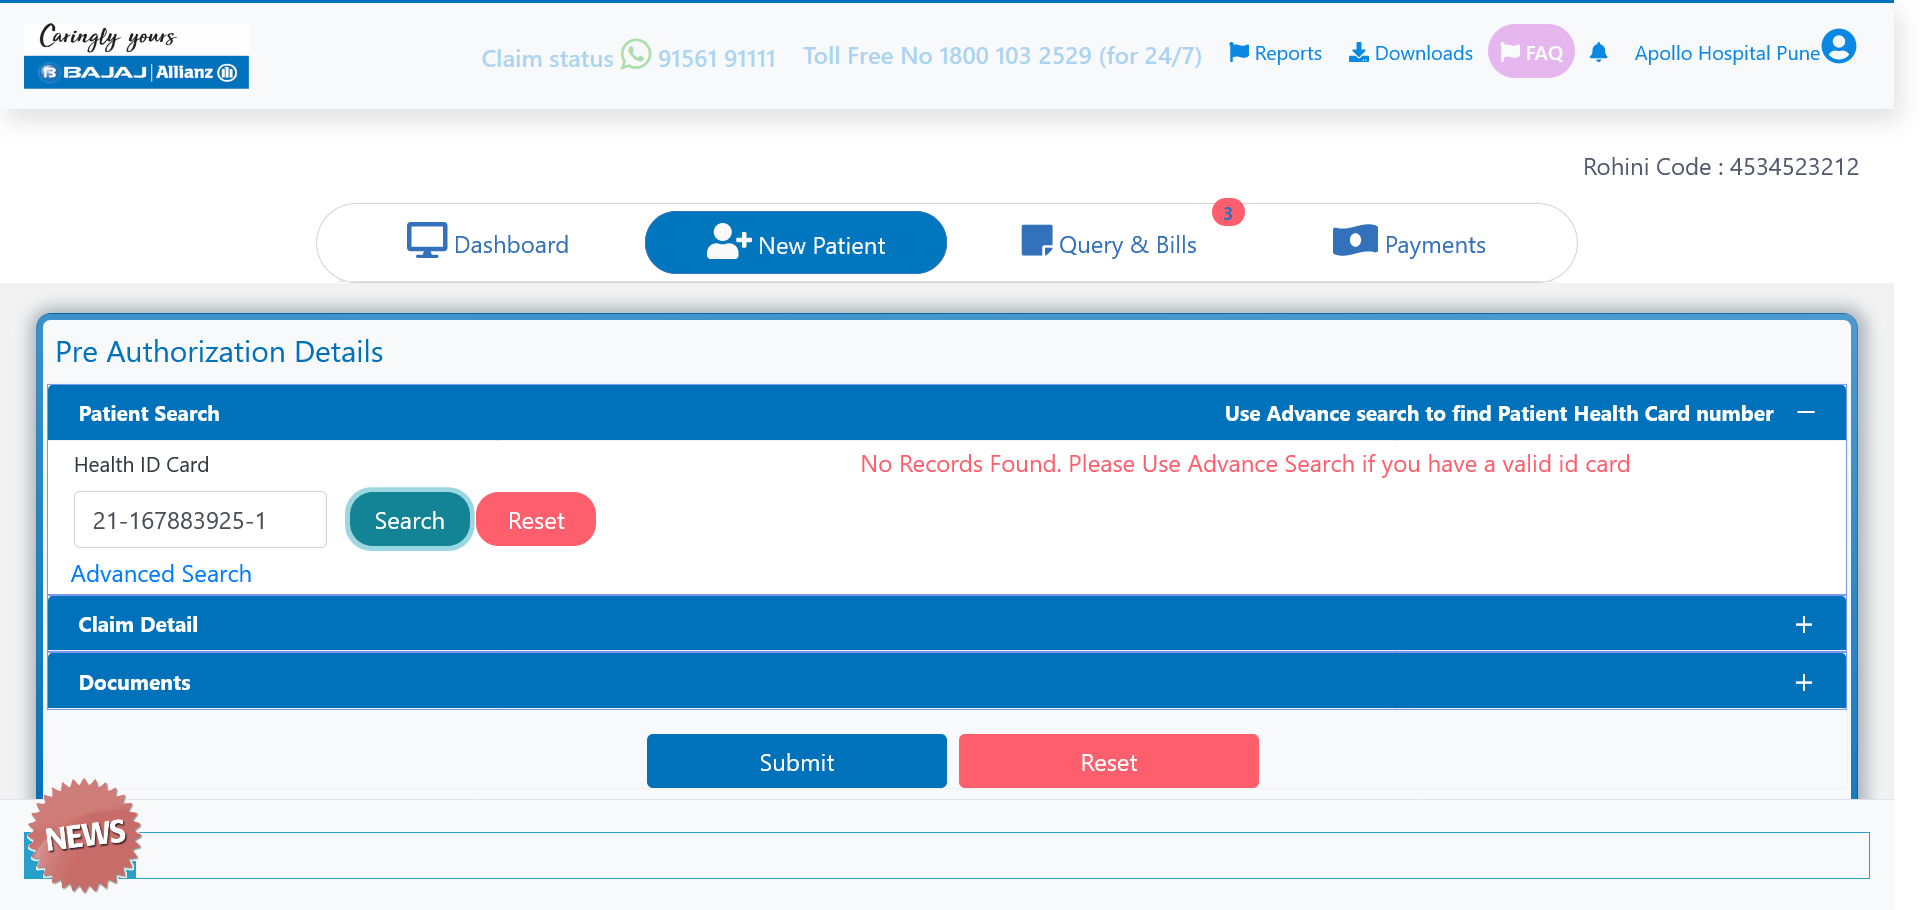 Caringly yours
BAJAJ | Allianz
Claim status 91561 91111
Toll Free No 1800 103 2529 (for 24/7)
Reports
Downloads
FAQ
Apollo Hospital Pune
Rohini Code : 4534523212
Dashboard
New Patient
Query & Bills
3
Payments
Pre Authorization Details
Patient Search
Use Advance search to find Patient Health Card number
Health ID Card
No Records Found. Please Use Advance Search if you have a valid id card
21-167883925-1
Search
Reset
Advanced Search
Claim Detail
Documents
Submit
Reset
NEWS